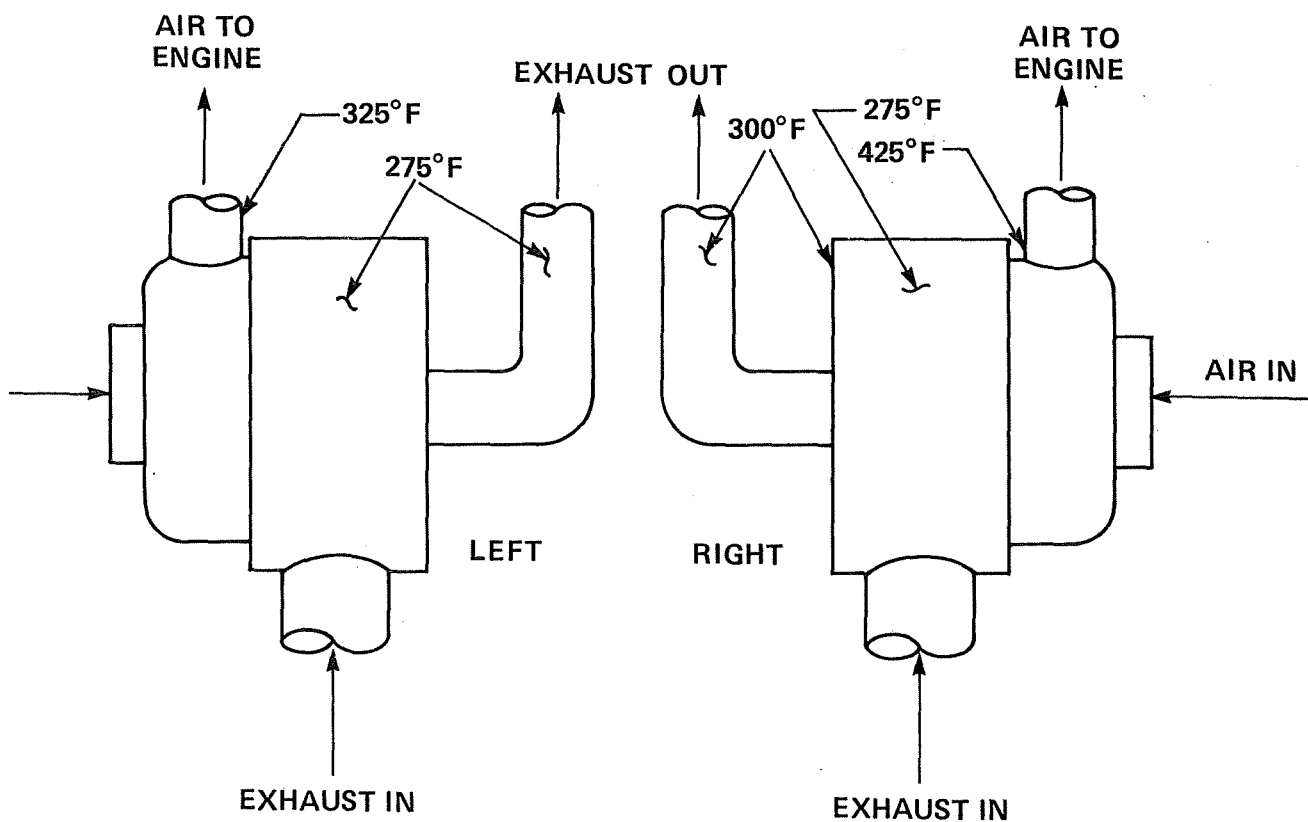 AIR TO
ENGINE
EXHAUST OUT
AIR TO
ENGINE
325°F
275°F
300°F
275°F
425°F
AIR IN
LEFT
RIGHT
EXHAUST IN
EXHAUST IN